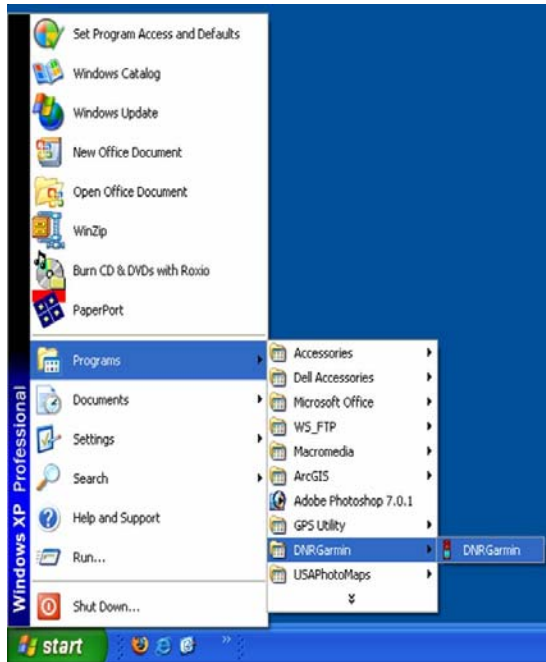 Set Program Access and Defaults
Windows Catalog
Windows Update
New Office Document
Open Office Document
WinZip
Burn CD & DVDs with Roxio
PaperPort
Programs
Documents
Settings
Search
Help and Support
Run...
Shut Down...
Windows XP Professional
Accessories
Dell Accessories
Microsoft Office
WS_FTP
Macromedia
ArcGIS
Adobe Photoshop 7.0.1
GPS Utility
DNRGarmin
USAPhotoMaps
DNRGarmin
start